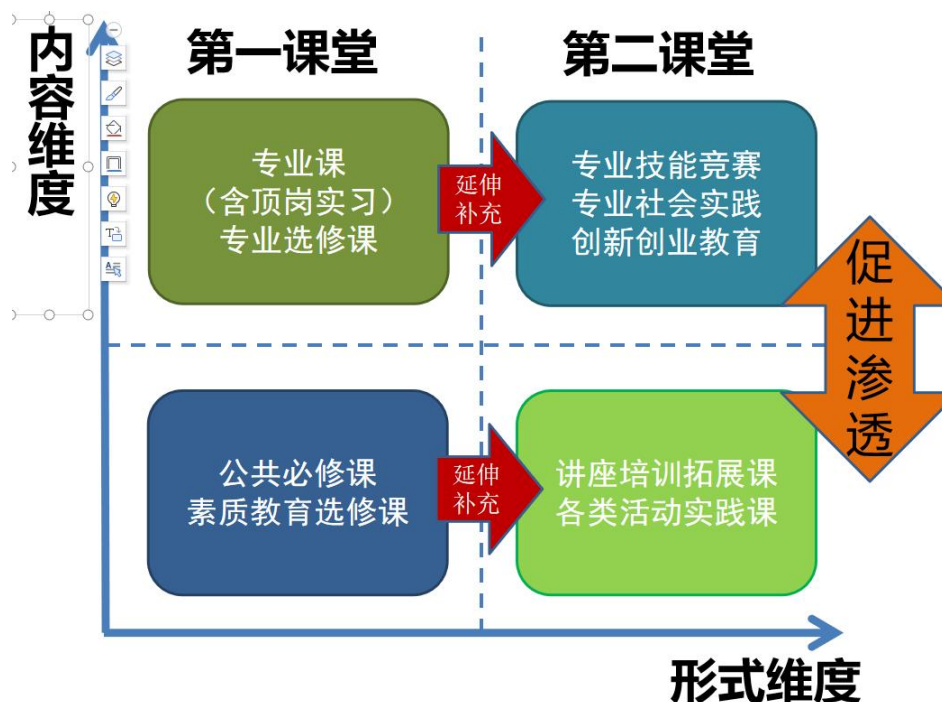 内容维度
第一课堂
第二课堂
专业课
（含顶岗实习）
专业选修课
延伸
补充
专业技能竞赛
专业社会实践
创新创业教育
促进渗透
公共必修课
素质教育选修课
延伸
补充
讲座培训拓展课
各类活动实践课
形式维度